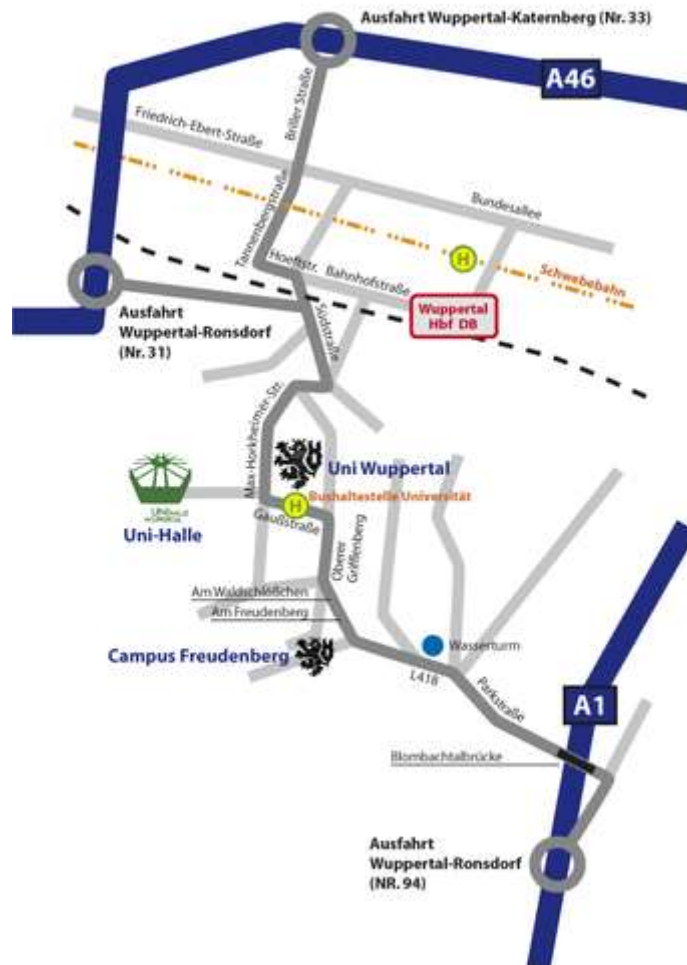 Ausfahrt Wuppertal-Katernberg (Nr. 33)
A46
Briller Straße
Friedrich-Ebert-Straße
Bundesallee
Tannenbergstraße
H
Hoeftstr.
Bahnhofstraße
Schwebebahn
Wuppertal
Hbf DB
Ausfahrt
Wuppertal-Ronsdorf
(Nr. 31)
Südstraße
Max-Horkheimer-Str.
Uni Wuppertal
H
Bushaltestelle Universität
Uni-Halle
Gaußstraße
Oberer
Grifflenberg
Am Waldschlößchen
Am Freudenberg
Campus Freudenberg
Wasserturm
L418
Parkstraße
A1
Blombachtalbrücke
Ausfahrt
Wuppertal-Ronsdorf
(NR. 94)